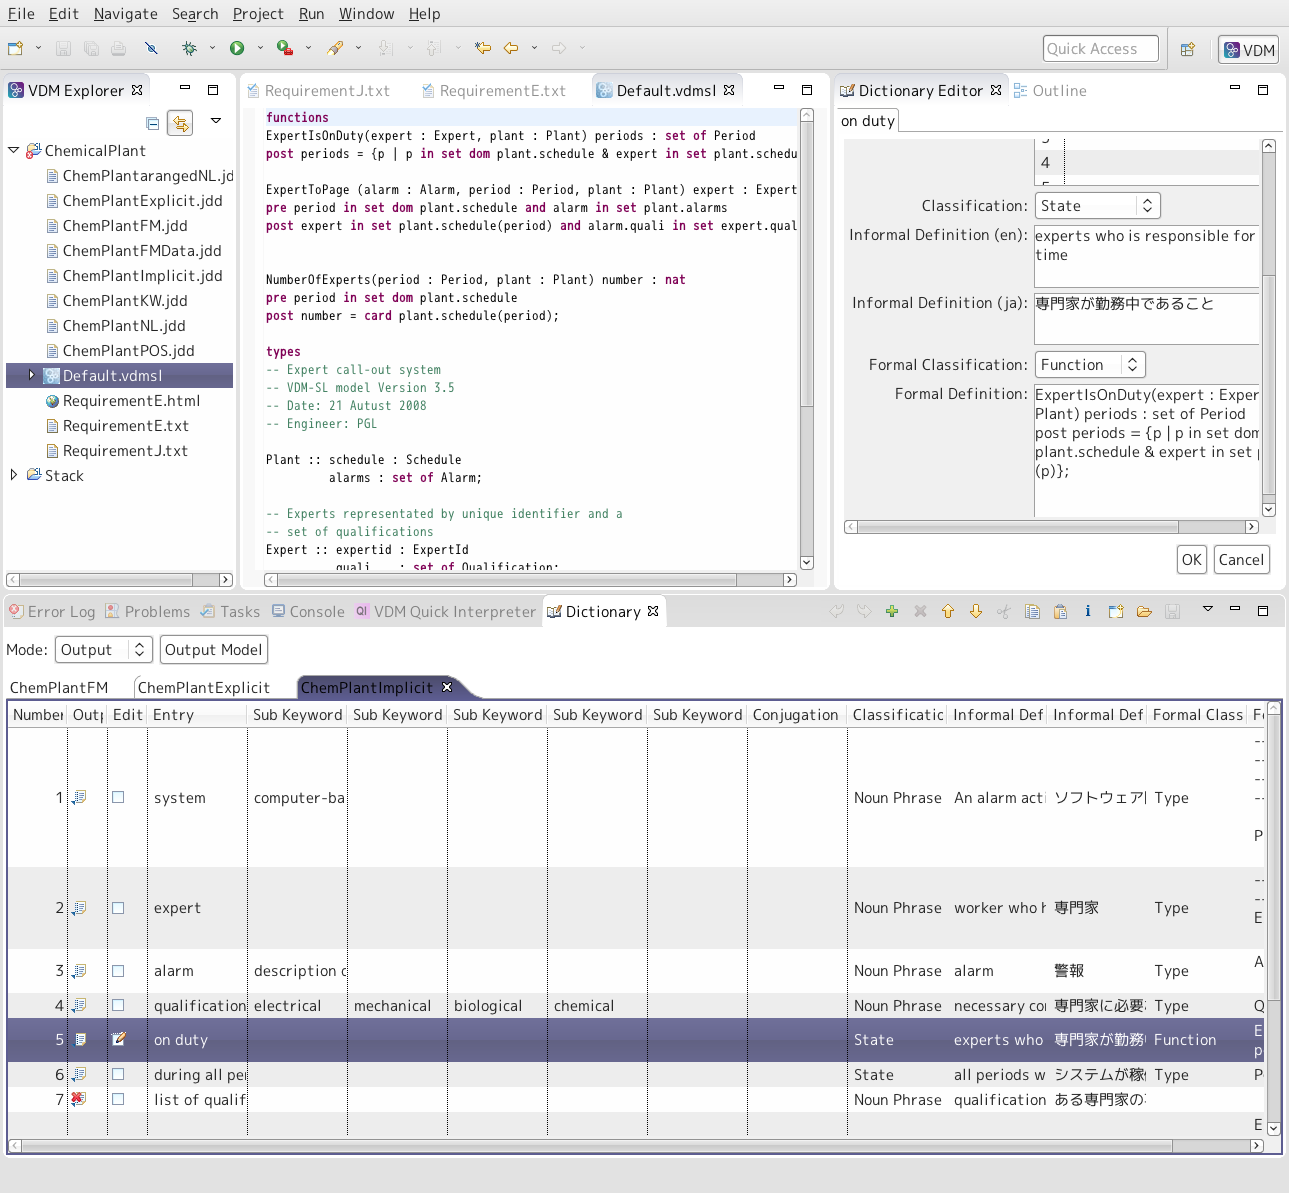 File Edit Navigate Search Project Run Window Help
Quick Access
VDM
VDM Explorer
ChemicalPlant
ChemPlantarangedNL.jd
ChemPlantExplicit.jdd
ChemPlantFM.jdd
ChemPlantFMData.jdd
ChemPlantImplicit.jdd
ChemPlantKW.jdd
ChemPlantNL.jdd
ChemPlantPOS.jdd
Default.vdmsl
RequirementE.html
RequirementE.txt
RequirementJ.txt
Stack
RequirementJ.txt RequirementE.txt Default.vdmsl
functions
ExpertIsOnDuty(expert : Expert, plant : Plant) periods : set of Period
post periods = {p | p in set dom plant.schedule & expert in set plant.schedu
ExpertToPage (alarm : Alarm, period : Period, plant : Plant) expert : Expert
pre period in set dom plant.schedule and alarm in set plant.alarms
post expert in set plant.schedule(period) and alarm.quali in set expert.qual
NumberOfExperts(period : Period, plant : Plant) number : nat
pre period in set dom plant.schedule
post number = card plant.schedule(period);
types
-- Expert call-out system
-- VDM-SL model Version 3.5
-- Date: 21 Autust 2008
-- Engineer: PGL
Plant :: schedule : Schedule
alarms : set of Alarm;
-- Experts representated by unique identifier and a
-- set of qualifications
Expert :: expertid : ExpertId
quali : set of Qualification;
Dictionary Editor Outline
on duty
4
Classification: State
Informal Definition (en): experts who is responsible for
time
Informal Definition (ja): 専門家が勤務中であること
Formal Classification: Function
Formal Definition: ExpertIsOnDuty(expert : Exper
Plant) periods : set of Period
post periods = {p | p in set dom
plant.schedule & expert in set p
(p)};
OK Cancel
Error Log Problems Tasks Console QI VDM Quick Interpreter Dictionary
Mode: Output Output Model
ChemPlantFM ChemPlantExplicit ChemPlantImplicit
Number Outp Edit Entry Sub Keyword Sub Keyword Sub Keyword Sub Keyword Sub Keyword Conjugation Classificatic Informal Def Informal Def Formal Class
1 system computer-ba Noun Phrase An alarm acti ソフトウェア Type P
2 expert Noun Phrase worker who h 専門家 Type E
3 alarm description c Noun Phrase alarm 警報 Type A
4 qualification electrical mechanical biological chemical Noun Phrase necessary co 専門家に必要 Type Q
5 on duty State experts who 専門家が勤務 Function E
p
6 during all pe State all periods w システムが稼 Type P
7 list of qualif Noun Phrase qualification ある専門家の
E